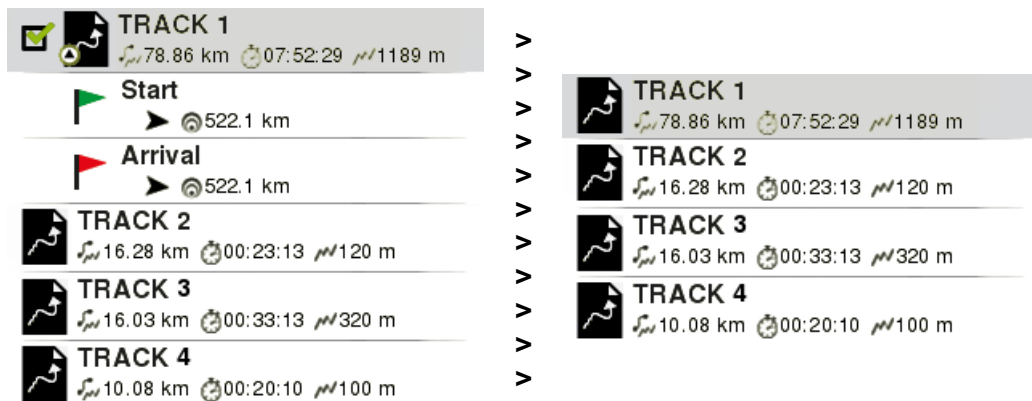 TRACK 1
78.86 km 07:52:29 1189 m
Start
522.1 km
Arrival
522.1 km
TRACK 2
16.28 km 00:23:13 120 m
TRACK 3
16.03 km 00:33:13 320 m
TRACK 4
10.08 km 00:20:10 100 m
>
>
>
>
>
>
>
>
>
>
>
TRACK 1
78.86 km 07:52:29 1189 m
TRACK 2
16.28 km 00:23:13 120 m
TRACK 3
16.03 km 00:33:13 320 m
TRACK 4
10.08 km 00:20:10 100 m